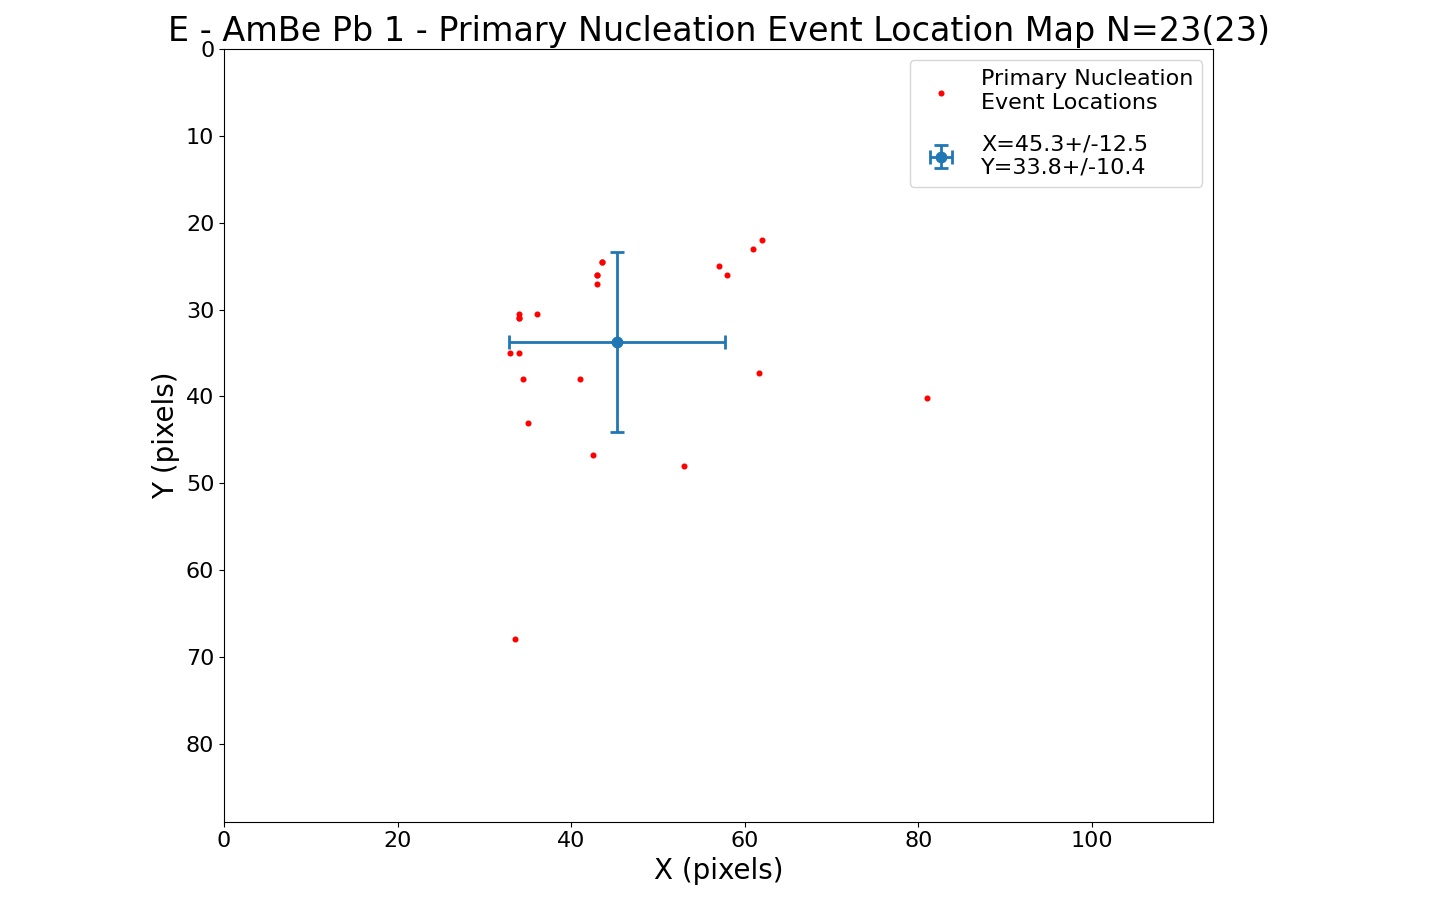 E - AmBe Pb 1 - Primary Nucleation Event Location Map N=23(23)
Primary Nucleation
Event Locations
X=45.3+/-12.5
Y=33.8+/-10.4
0
10
20
30
40
50
60
70
80
Y (pixels)
0 20 40 60 80 100
X (pixels)